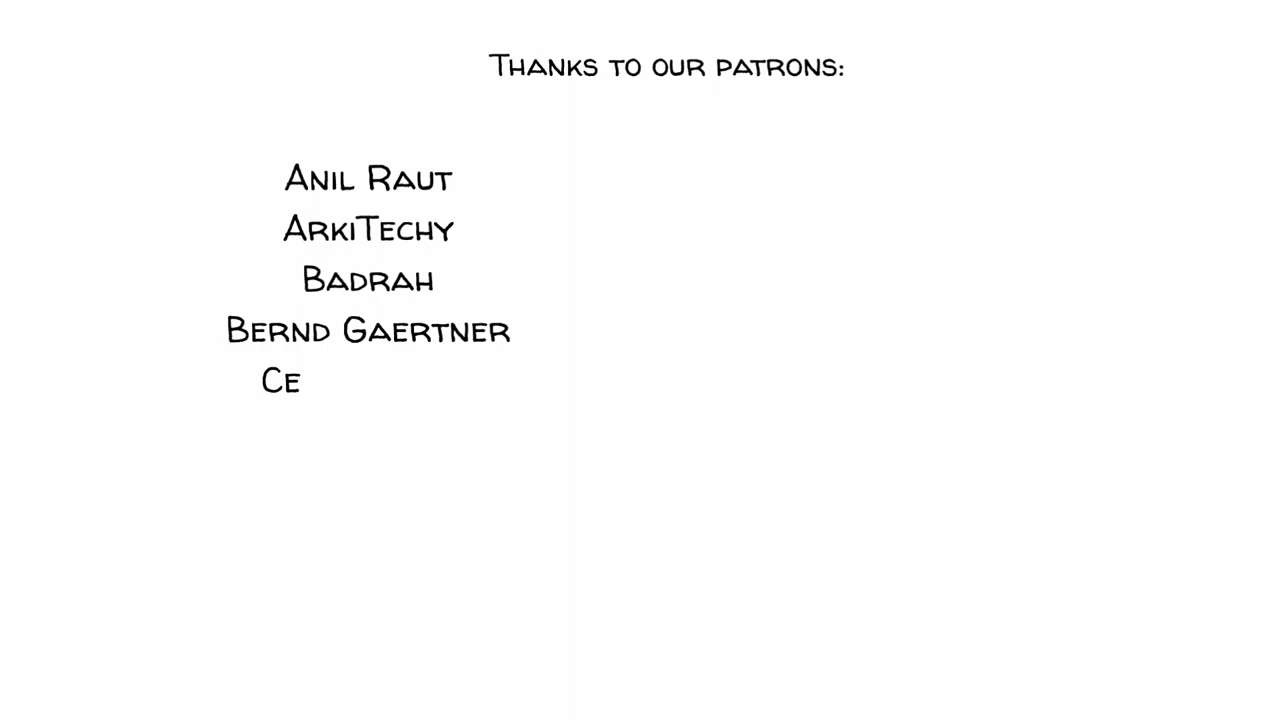 Thanks to our patrons:
Anil Raut
ArkiTechy
Badrah
Bernd Gaertner
Ce